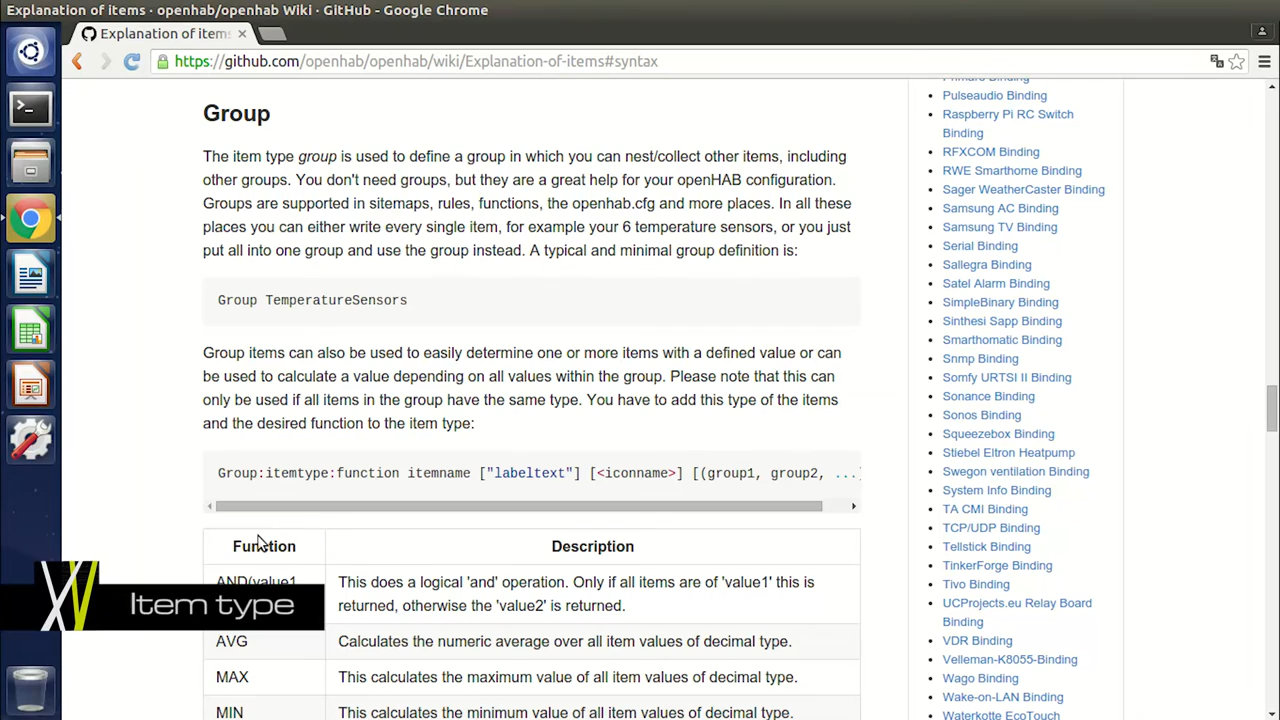 Explanation of items · openhab/openhab Wiki · GitHub - Google Chrome
Explanation of items
https://github.com/openhab/openhab/wiki/Explanation-of-items#syntax
Group
The item type group is used to define a group in which you can nest/collect other items, including
other groups. You don't need groups, but they are a great help for your openHAB configuration.
Groups are supported in sitemaps, rules, functions, the openhab.cfg and more places. In all these
places you can either write every single item, for example your 6 temperature sensors, or you just
put all into one group and use the group instead. A typical and minimal group definition is:
Group TemperatureSensors
Group items can also be used to easily determine one or more items with a defined value or can
be used to calculate a value depending on all values within the group. Please note that this can
only be used if all items in the group have the same type. You have to add this type of the items
and the desired function to the item type:
Group:itemtype:function itemname ["labeltext"] [<iconname>] [(group1, group2, ...
Function Description
AND(value1, This does a logical 'and' operation. Only if all items are of 'value1' this is
returned, otherwise the 'value2' is returned.
AVG Calculates the numeric average over all item values of decimal type.
MAX This calculates the maximum value of all item values of decimal type.
MIN This calculates the minimum value of all item values of decimal type.
XV Item type
Primare Binding
Pulseaudio Binding
Raspberry Pi RC Switch
Binding
RFXCOM Binding
RWE Smarthome Binding
Sager WeatherCaster Binding
Samsung AC Binding
Samsung TV Binding
Serial Binding
Sallegra Binding
Satel Alarm Binding
SimpleBinary Binding
Sinthesi Sapp Binding
Smarthomatic Binding
Snmp Binding
Somfy URTSI II Binding
Sonance Binding
Sonos Binding
Squeezebox Binding
Stiebel Eltron Heatpump
Swegon ventilation Binding
System Info Binding
TA CMI Binding
TCP/UDP Binding
Tellstick Binding
TinkerForge Binding
Tivo Binding
UCProjects.eu Relay Board
Binding
VDR Binding
Velleman-K8055-Binding
Wago Binding
Wake-on-LAN Binding
Waterkotte EcoTouch